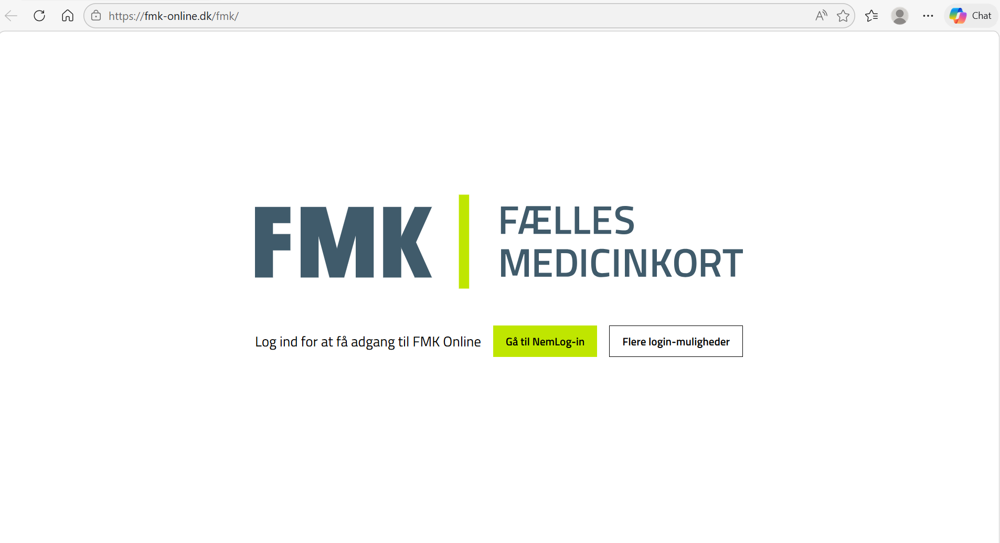 https://fmk-online.dk/fmk/
Chat
FMK
FÆLLES
MEDICINKORT
Log ind for at få adgang til FMK Online
Gå til NemLog-in
Flere login-muligheder